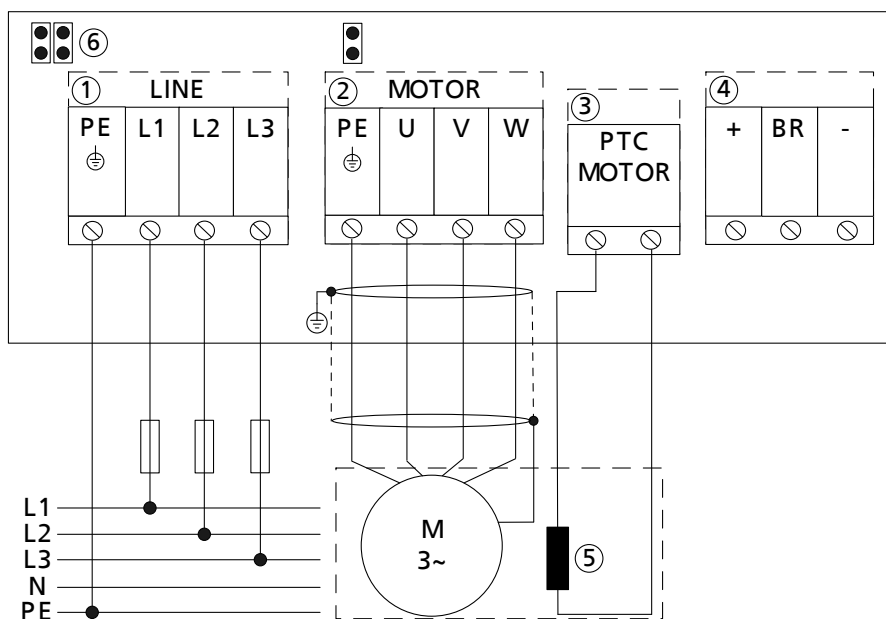 ⑥
① LINE
② MOTOR
③
④
PE L1 L2 L3
PE U V W
PTC
MOTOR
+ BR -
L1
L2
L3
N
PE
M
3~
⑤